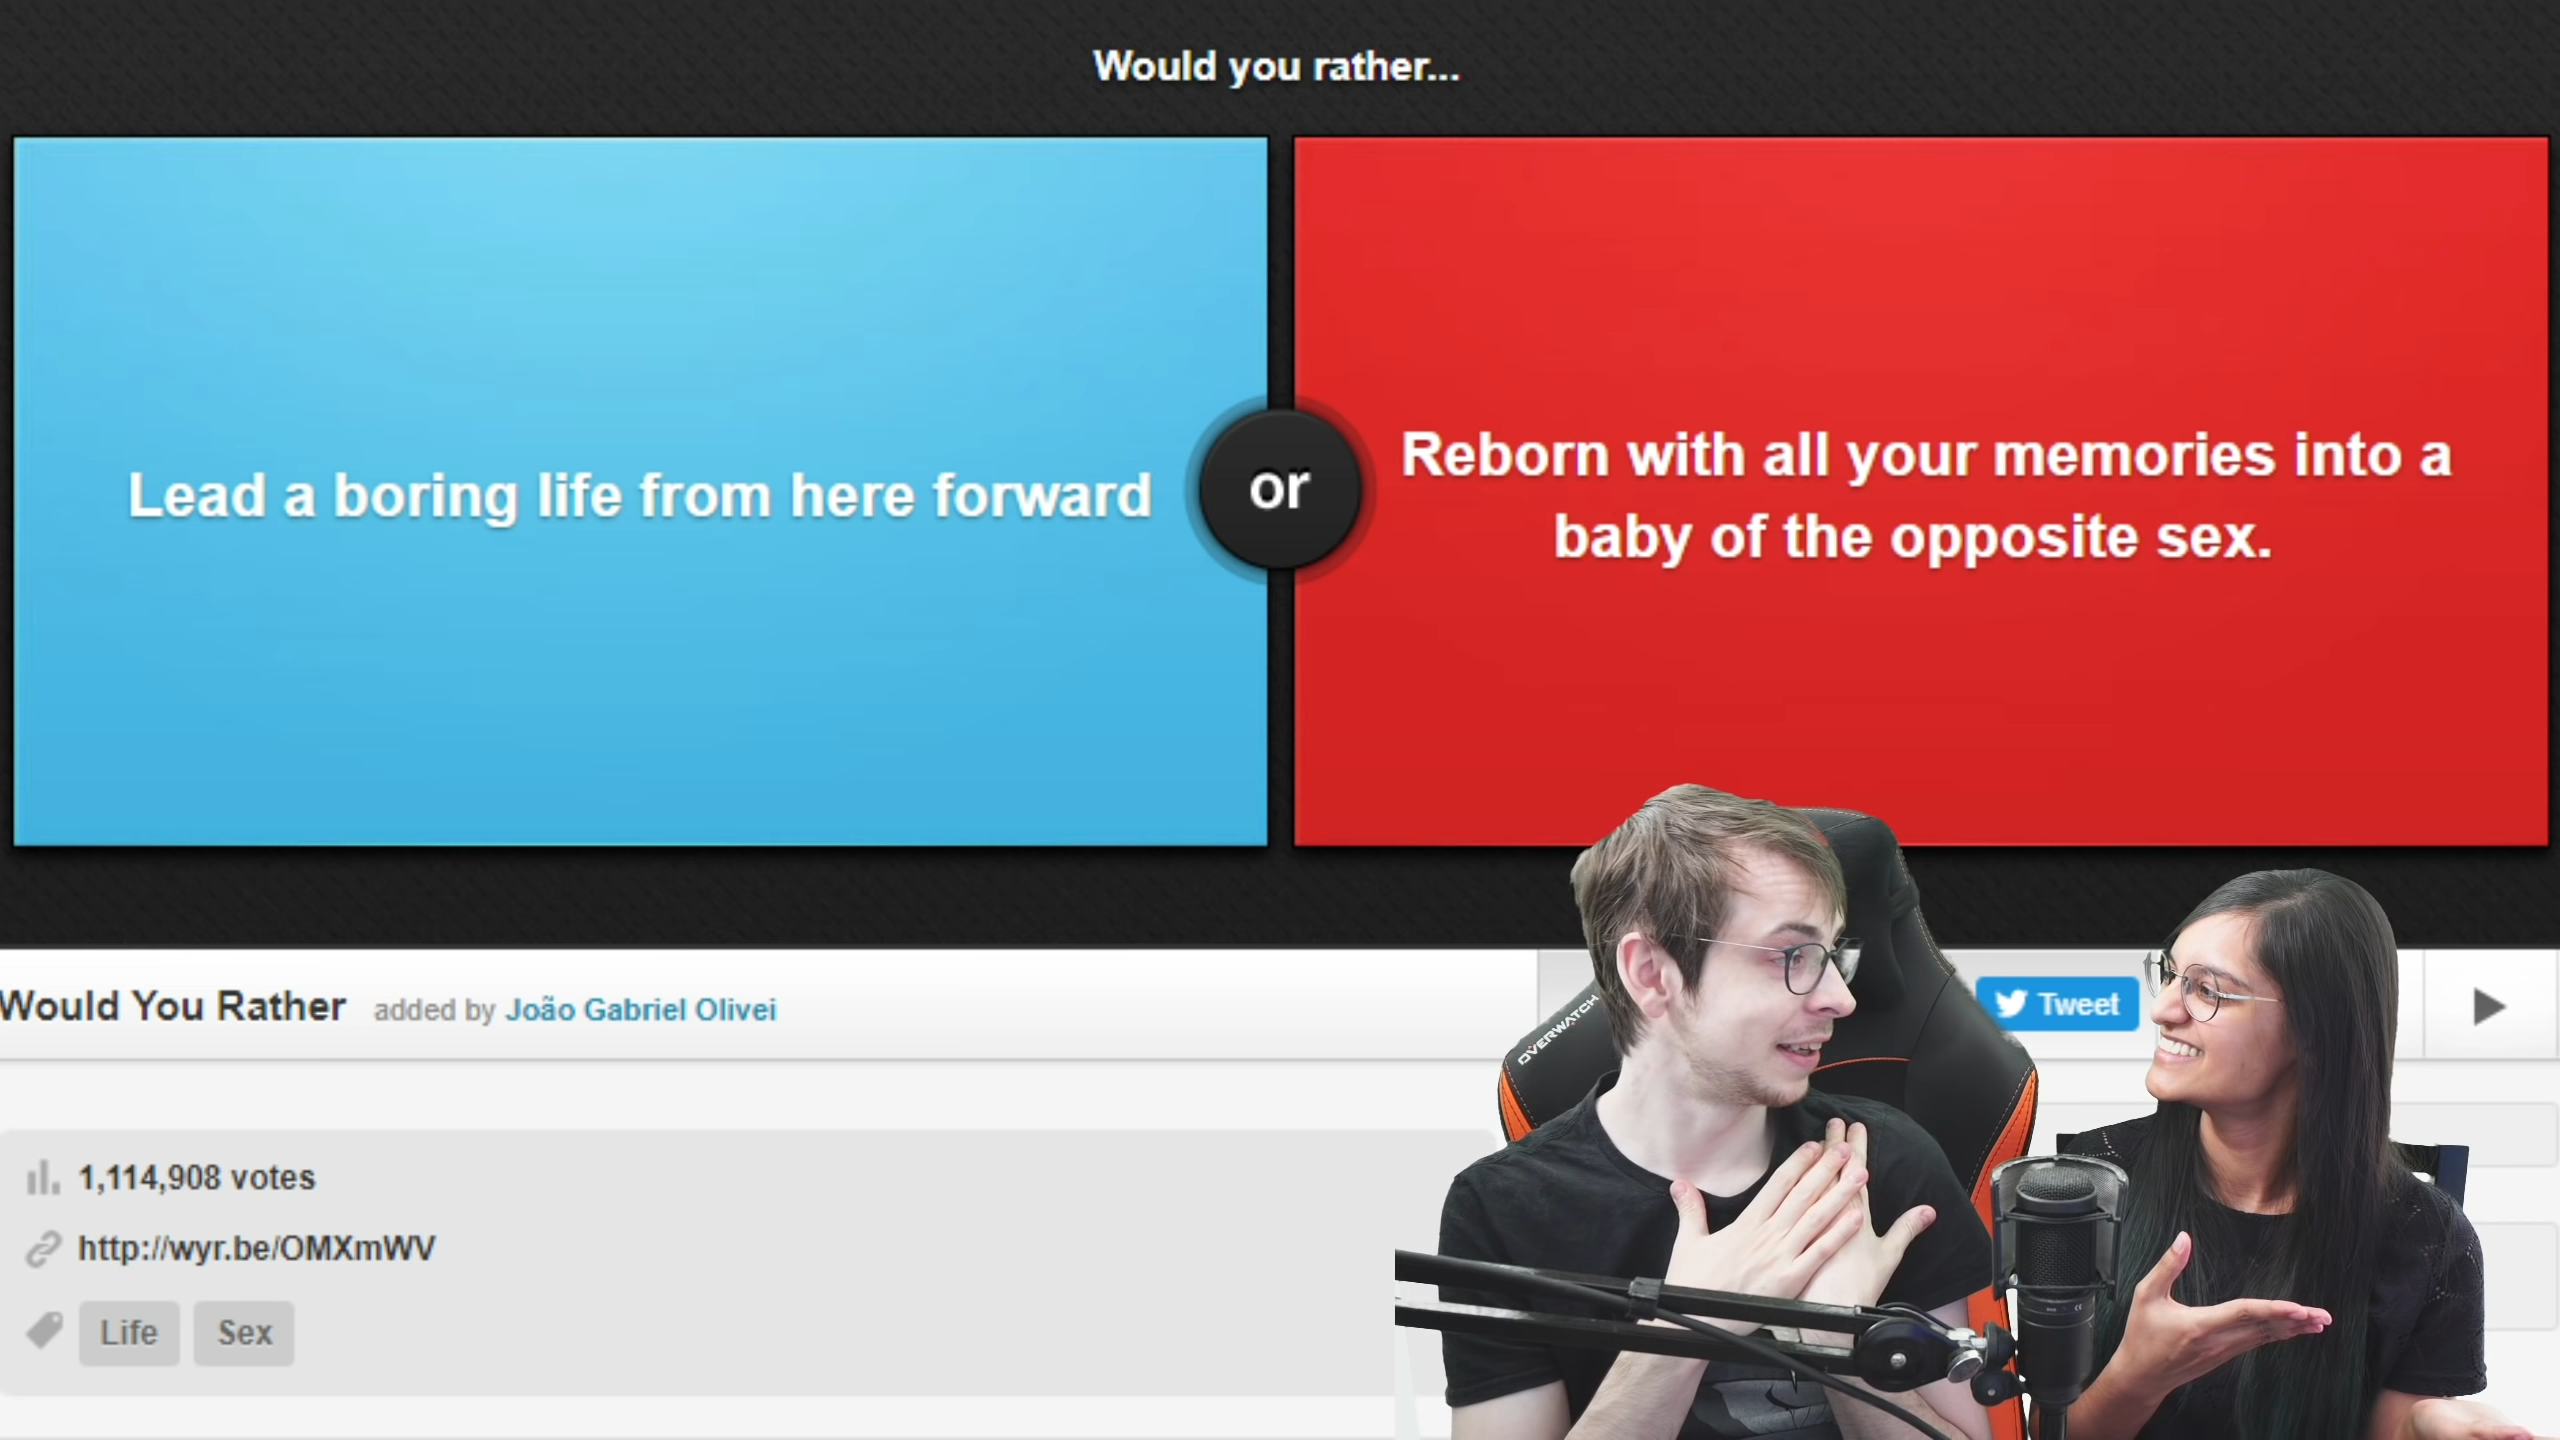 Would you rather...
Lead a boring life from here forward
or
Reborn with all your memories into a
baby of the opposite sex.
Would You Rather added by João Gabriel Olivei
Tweet
1,114,908 votes
http://wyr.be/OMXmWV
Life Sex
OVERWATCH